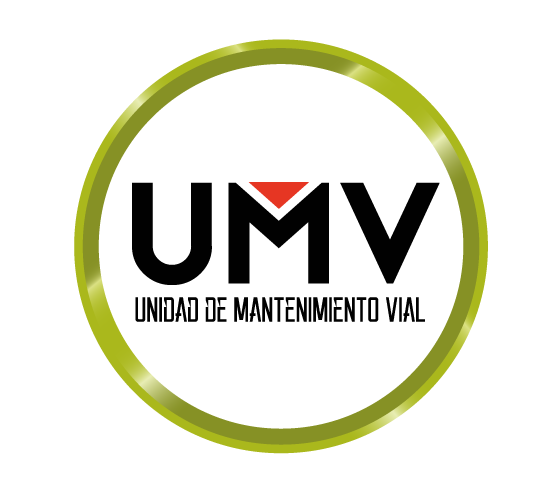 UMV
UNIDAD DE MANTENIMIENTO VIAL